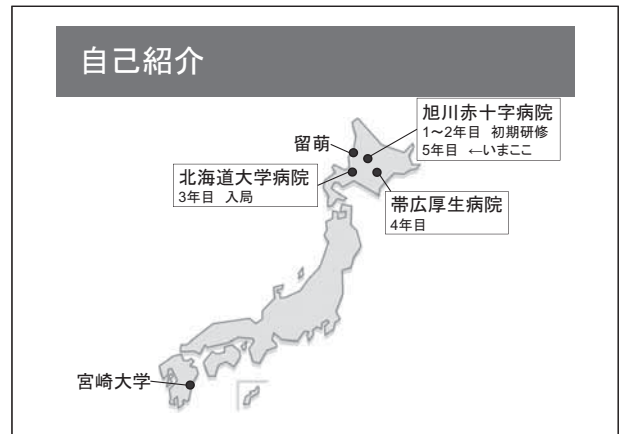 自己紹介
旭川赤十字病院
1～2年目 初期研修
5年目 ←いまここ
留萌
北海道大学病院
3年目 入局
帯広厚生病院
4年目
宮崎大学